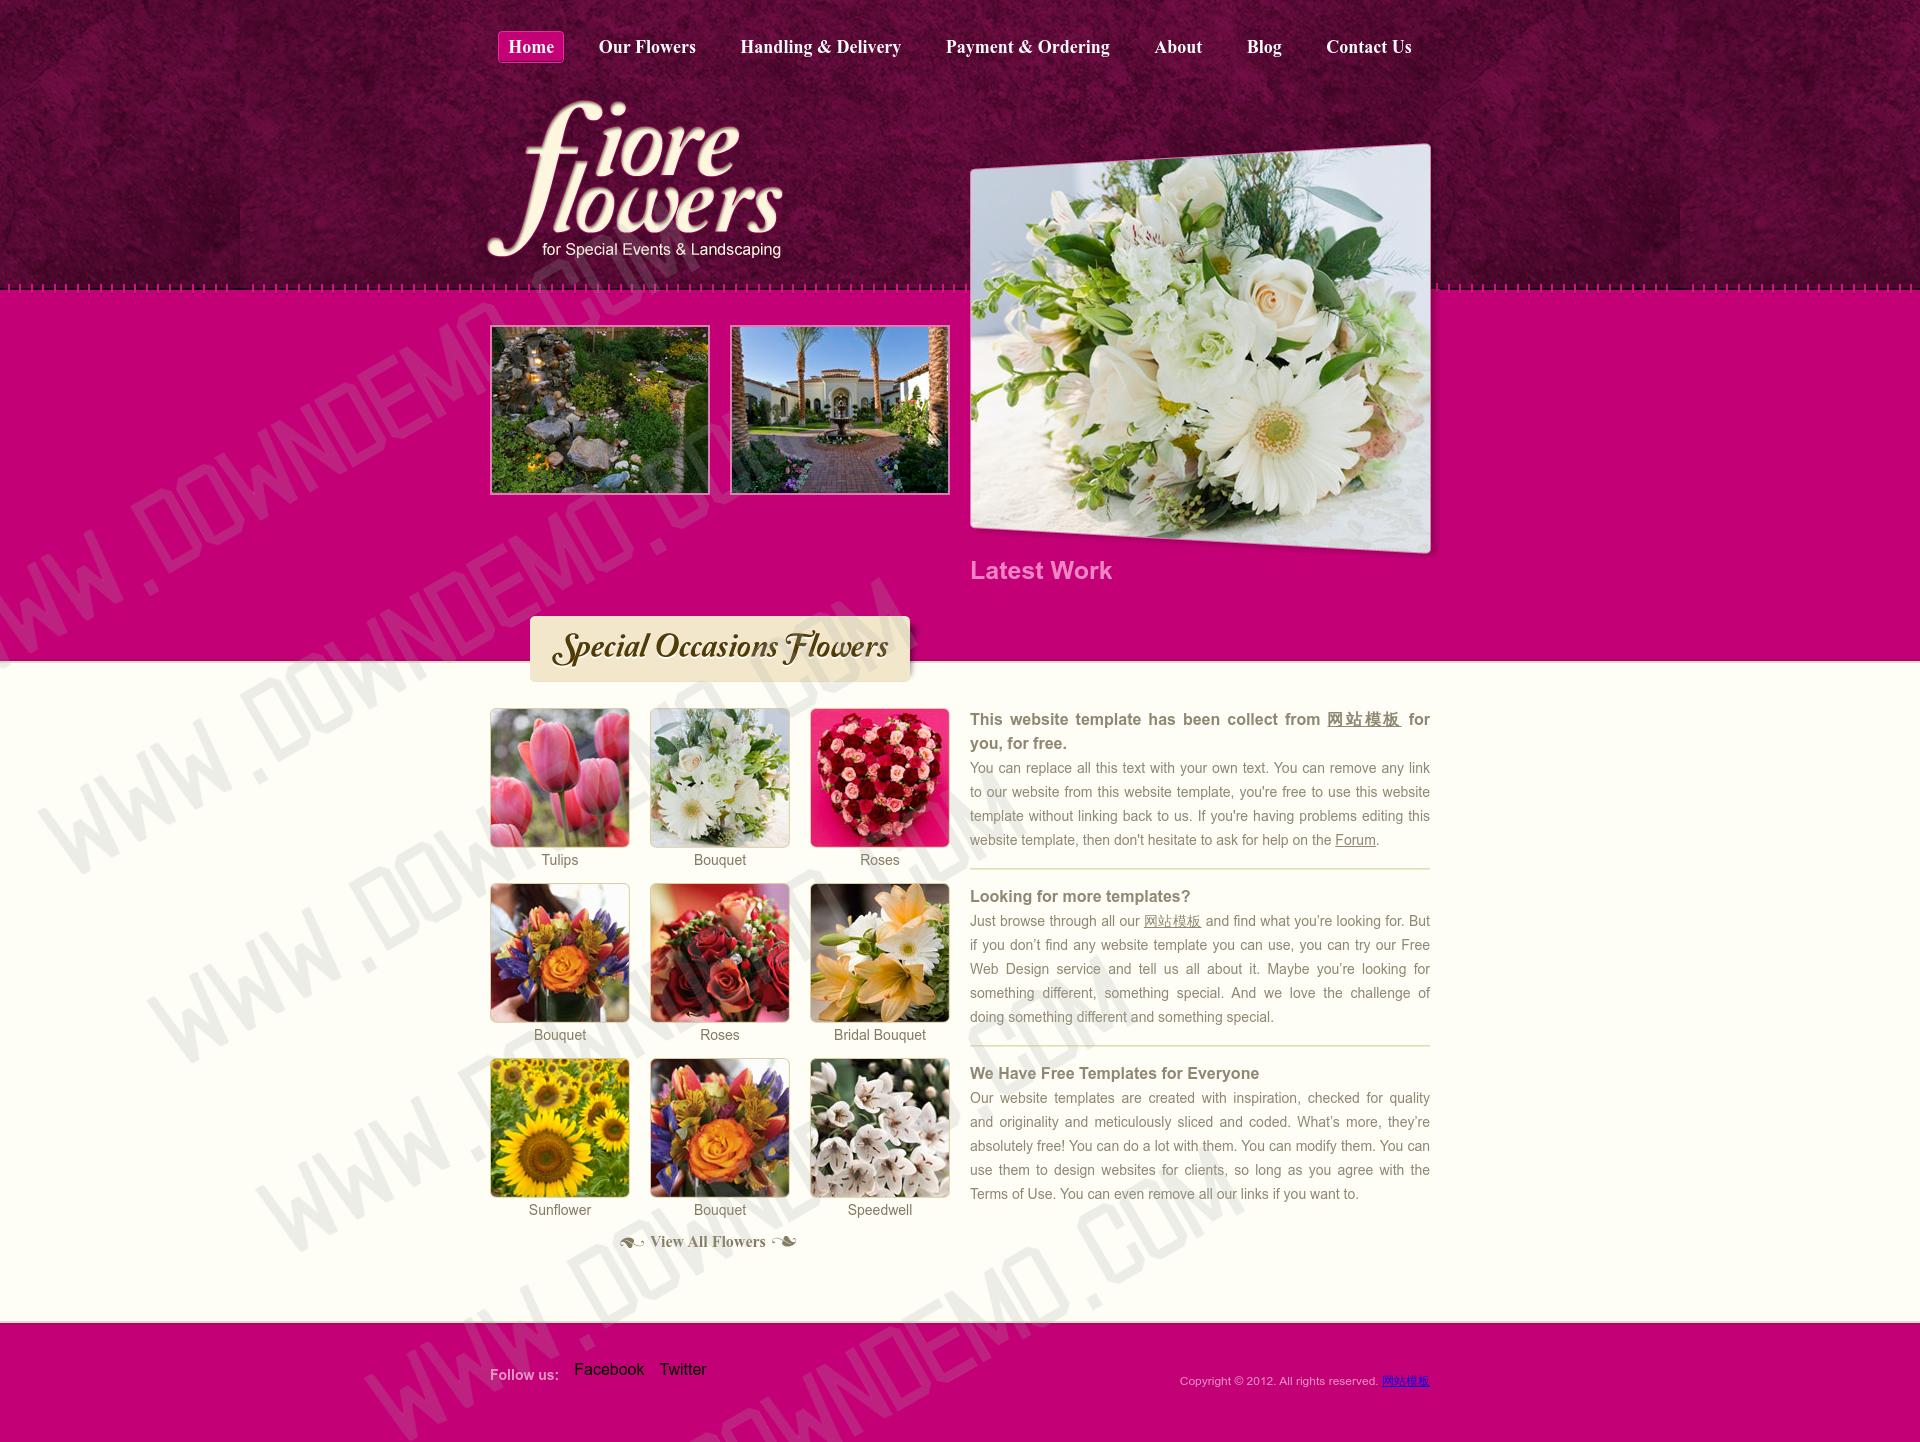 Home Our Flowers Handling & Delivery Payment & Ordering About Blog Contact Us
fiore
flowers
for Special Events & Landscaping
Latest Work
Special Occasions Flowers
Tulips Bouquet Roses
Bouquet Roses Bridal Bouquet
Sunflower Bouquet Speedwell
View All Flowers
This website template has been collect from 网站模板 for
you, for free.
You can replace all this text with your own text. You can remove any link
to our website from this website template, you're free to use this website
template without linking back to us. If you're having problems editing this
website template, then don't hesitate to ask for help on the Forum.
Looking for more templates?
Just browse through all our 网站模板 and find what you’re looking for. But
if you don’t find any website template you can use, you can try our Free
Web Design service and tell us all about it. Maybe you’re looking for
something different, something special. And we love the challenge of
doing something different and something special.
We Have Free Templates for Everyone
Our website templates are created with inspiration, checked for quality
and originality and meticulously sliced and coded. What’s more, they’re
absolutely free! You can do a lot with them. You can modify them. You can
use them to design websites for clients, so long as you agree with the
Terms of Use. You can even remove all our links if you want to.
Follow us: Facebook Twitter
Copyright © 2012. All rights reserved. 网站模板
WWW.DOWNDEMO.COM
WWW.DOWNDEMO.COM
WWW.DOWNDEMO.COM
WWW.DOWNDEMO.COM
WWW.DOWNDEMO.COM